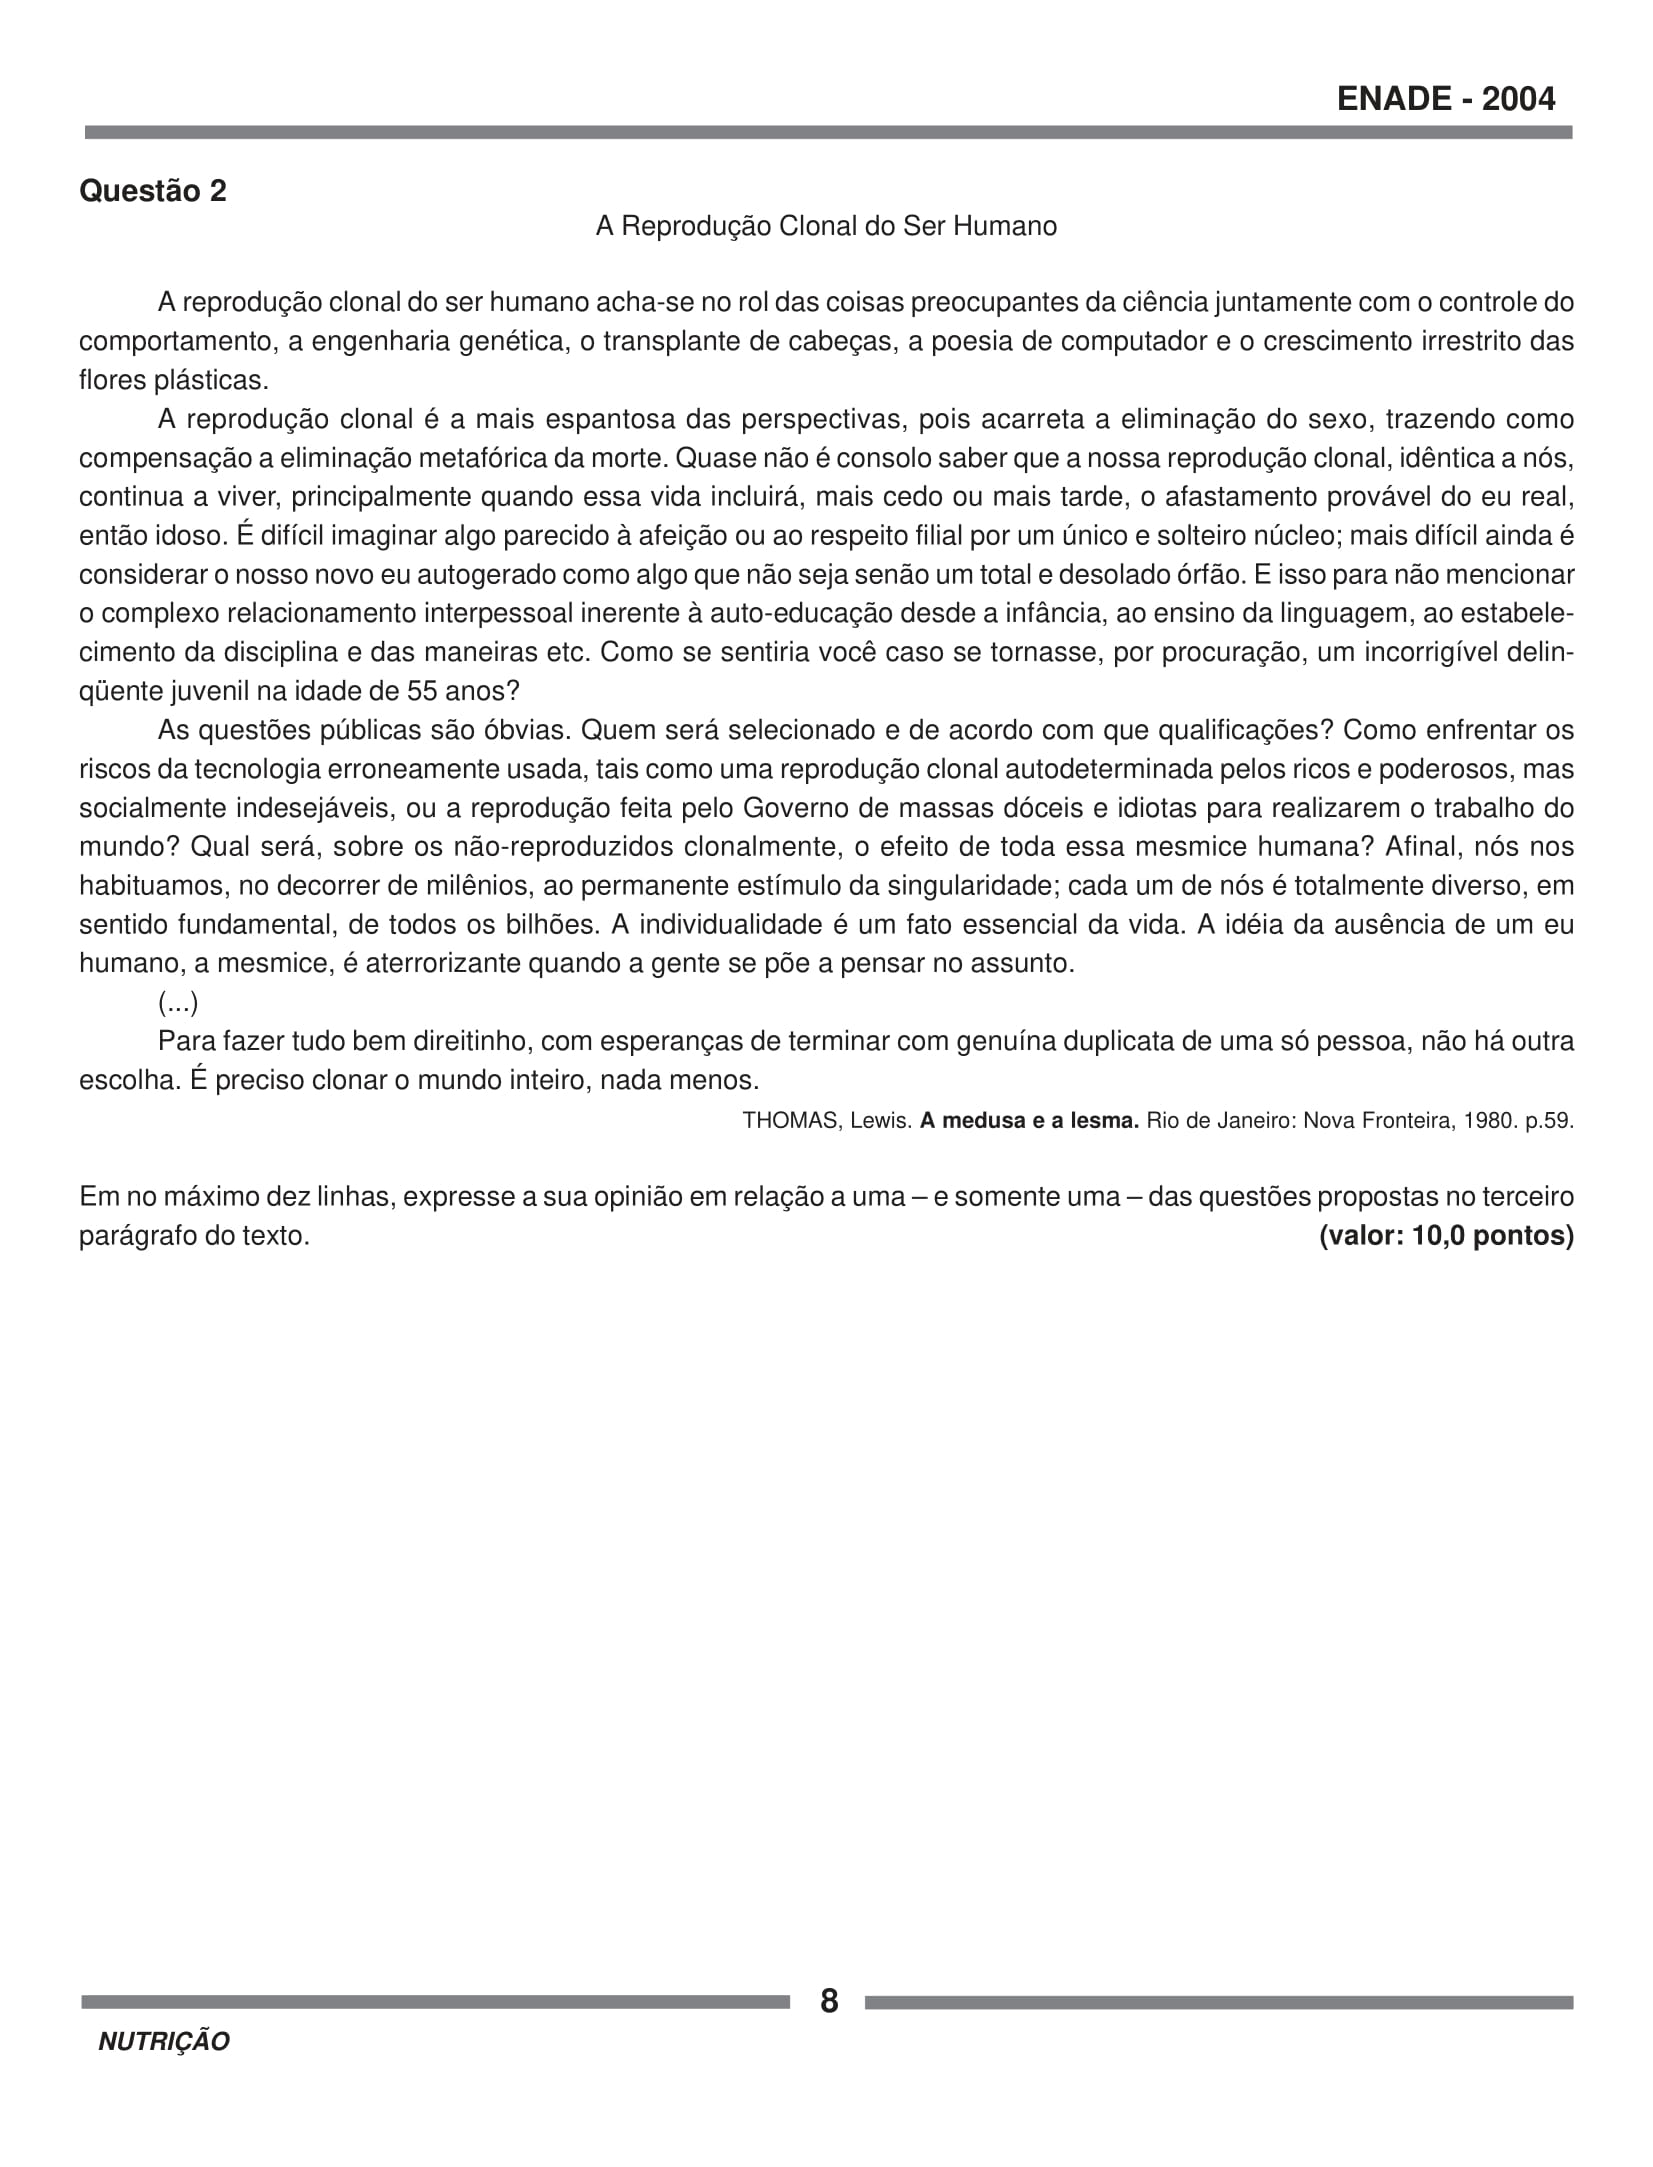 ENADE - 2004
Questão 2
A Reprodução Clonal do Ser Humano
A reprodução clonal do ser humano acha-se no rol das coisas preocupantes da ciência juntamente com o controle do
comportamento, a engenharia genética, o transplante de cabeças, a poesia de computador e o crescimento irrestrito das
flores plásticas.
A reprodução clonal é a mais espantosa das perspectivas, pois acarreta a eliminação do sexo, trazendo como
compensação a eliminação metafórica da morte. Quase não é consolo saber que a nossa reprodução clonal, idêntica a nós,
continua a viver, principalmente quando essa vida incluirá, mais cedo ou mais tarde, o afastamento provável do eu real,
então idoso. É difícil imaginar algo parecido à afeição ou ao respeito filial por um único e solteiro núcleo; mais difícil ainda é
considerar o nosso novo eu autogerado como algo que não seja senão um total e desolado órfão. E isso para não mencionar
o complexo relacionamento interpessoal inerente à auto-educação desde a infância, ao ensino da linguagem, ao estabele-
cimento da disciplina e das maneiras etc. Como se sentiria você caso se tornasse, por procuração, um incorrigível delin-
qüente juvenil na idade de 55 anos?
As questões públicas são óbvias. Quem será selecionado e de acordo com que qualificações? Como enfrentar os
riscos da tecnologia erroneamente usada, tais como uma reprodução clonal autodeterminada pelos ricos e poderosos, mas
socialmente indesejáveis, ou a reprodução feita pelo Governo de massas dóceis e idiotas para realizarem o trabalho do
mundo? Qual será, sobre os não-reproduzidos clonalmente, o efeito de toda essa mesmice humana? Afinal, nós nos
habituamos, no decorrer de milênios, ao permanente estímulo da singularidade; cada um de nós é totalmente diverso, em
sentido fundamental, de todos os bilhões. A individualidade é um fato essencial da vida. A idéia da ausência de um eu
humano, a mesmice, é aterrorizante quando a gente se põe a pensar no assunto.
(...)
Para fazer tudo bem direitinho, com esperanças de terminar com genuína duplicata de uma só pessoa, não há outra
escolha. É preciso clonar o mundo inteiro, nada menos.
THOMAS, Lewis. A medusa e a lesma. Rio de Janeiro: Nova Fronteira, 1980. p.59.
Em no máximo dez linhas, expresse a sua opinião em relação a uma – e somente uma – das questões propostas no terceiro
parágrafo do texto. (valor: 10,0 pontos)
8
NUTRIÇÃO